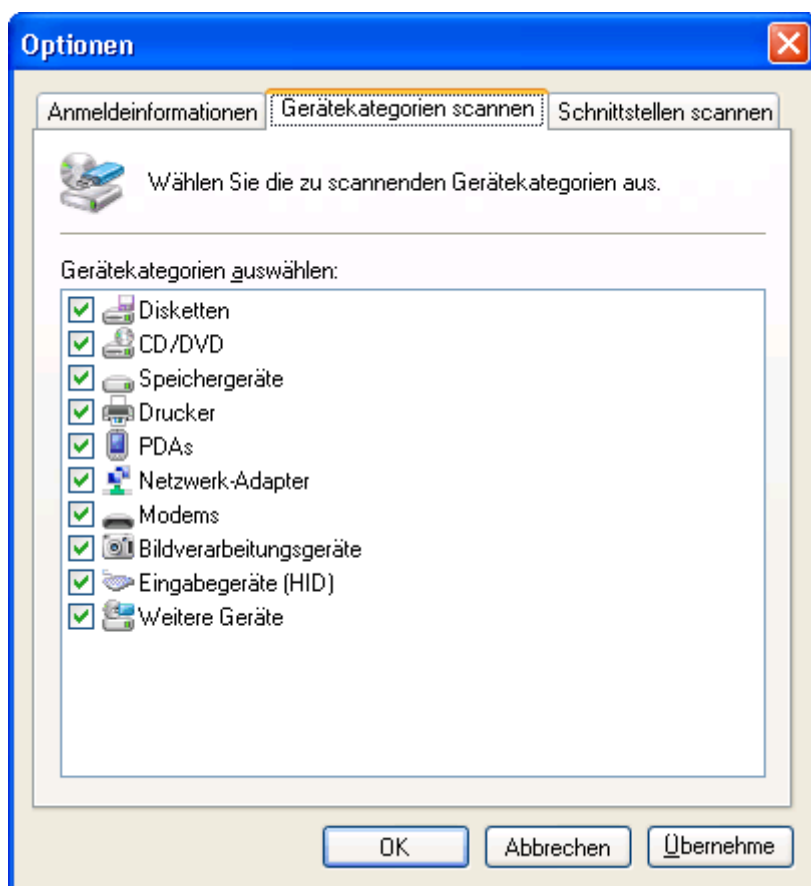 Optionen
Anmeldeinformationen Gerätekategorien scannen Schnittstellen scannen
Wählen Sie die zu scannenden Gerätekategorien aus.
Gerätekategorien auswählen:
Disketten
CD/DVD
Speichergeräte
Drucker
PDAs
Netzwerk-Adapter
Modems
Bildverarbeitungsgeräte
Eingabegeräte (HID)
Weitere Geräte
OK Abbrechen Übernehme